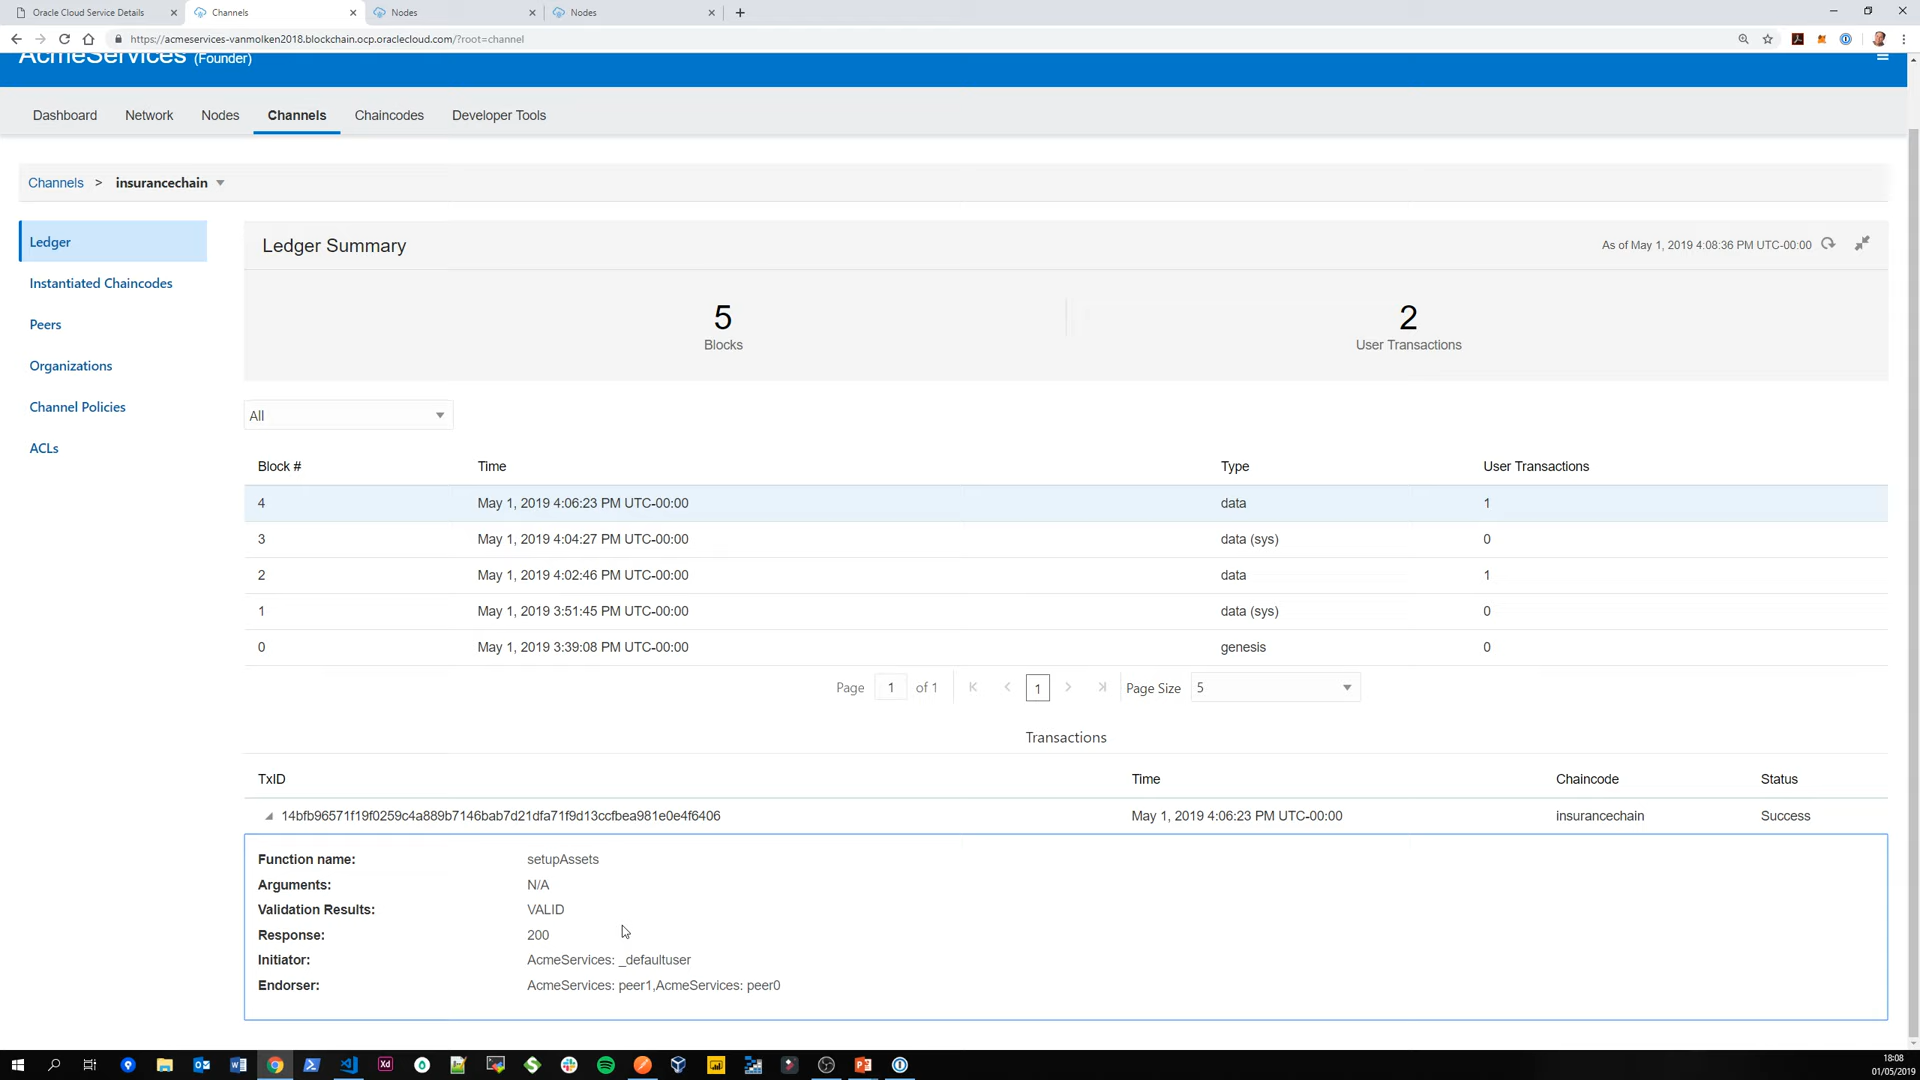 Oracle Cloud Service Details
Channels
Nodes
Nodes
https://acmeservices-vanmolken2018.blockchain.ocp.oraclecloud.com/?root=channel
AcmeServices (Founder)
Dashboard Network Nodes Channels Chaincodes Developer Tools
Channels > insurancechain
Ledger
Instantiated Chaincodes
Peers
Organizations
Channel Policies
ACLs
Ledger Summary
As of May 1, 2019 4:08:36 PM UTC-00:00
5
Blocks
2
User Transactions
All
Block # Time Type User Transactions
4 May 1, 2019 4:06:23 PM UTC-00:00 data 1
3 May 1, 2019 4:04:27 PM UTC-00:00 data (sys) 0
2 May 1, 2019 4:02:46 PM UTC-00:00 data 1
1 May 1, 2019 3:51:45 PM UTC-00:00 data (sys) 0
0 May 1, 2019 3:39:08 PM UTC-00:00 genesis 0
Page 1 of 1 1 Page Size 5
Transactions
TxID Time Chaincode Status
14bfb96571f19f0259c4a889b7146bab7d21dfa71f9d13ccfbea981e0e4f6406 May 1, 2019 4:06:23 PM UTC-00:00 insurancechain Success
Function name: setupAssets
Arguments: N/A
Validation Results: VALID
Response: 200
Initiator: AcmeServices: _defaultuser
Endorser: AcmeServices: peer1,AcmeServices: peer0
18:08
01/05/2019